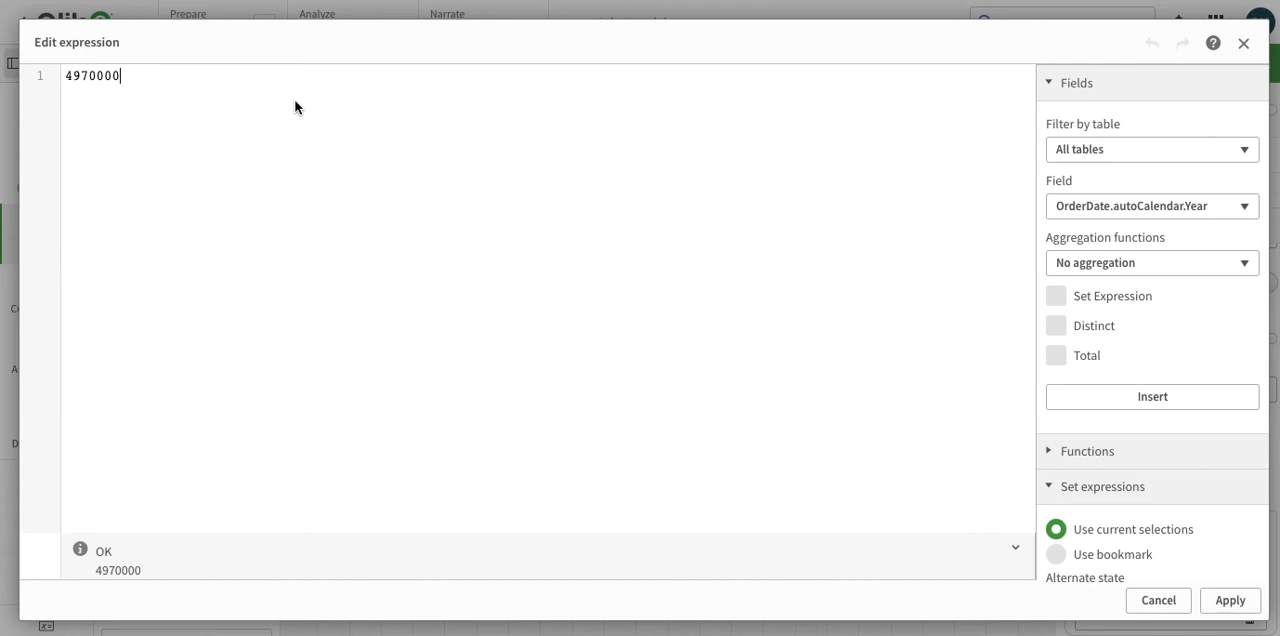 Prepare
Analyze
Narrate
Edit expression
1
4970000
Fields
Filter by table
All tables
Field
OrderDate.autoCalendar.Year
Aggregation functions
No aggregation
Set Expression
Distinct
Total
Insert
Functions
Set expressions
Use current selections
Use bookmark
Alternate state
OK
4970000
Cancel
Apply